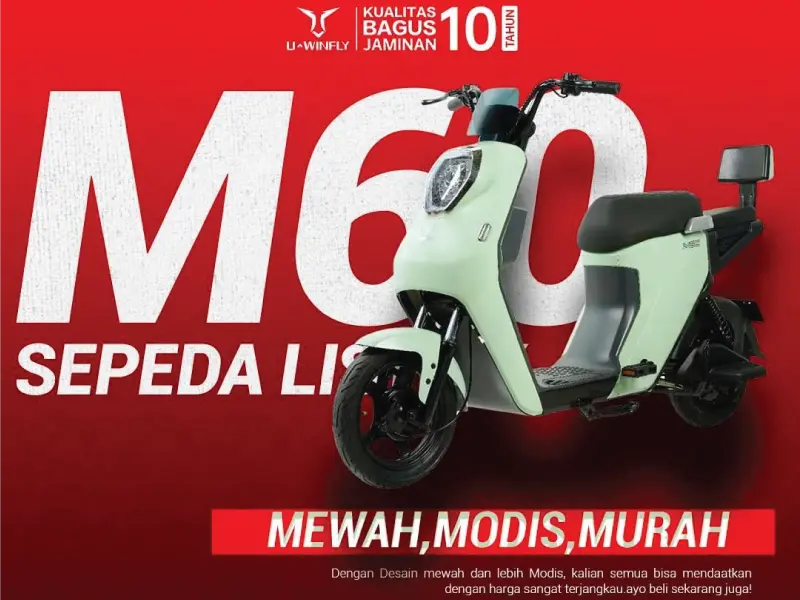 U-WINFLY
KUALITAS
BAGUS
JAMINAN
10
TAHUN
M60
SEPEDA LIS
MEWAH,MODIS,MURAH
Dengan Desain mewah dan lebih Modis, kalian semua bisa mendaatkan
dengan harga sangat terjangkau.ayo beli sekarang juga!